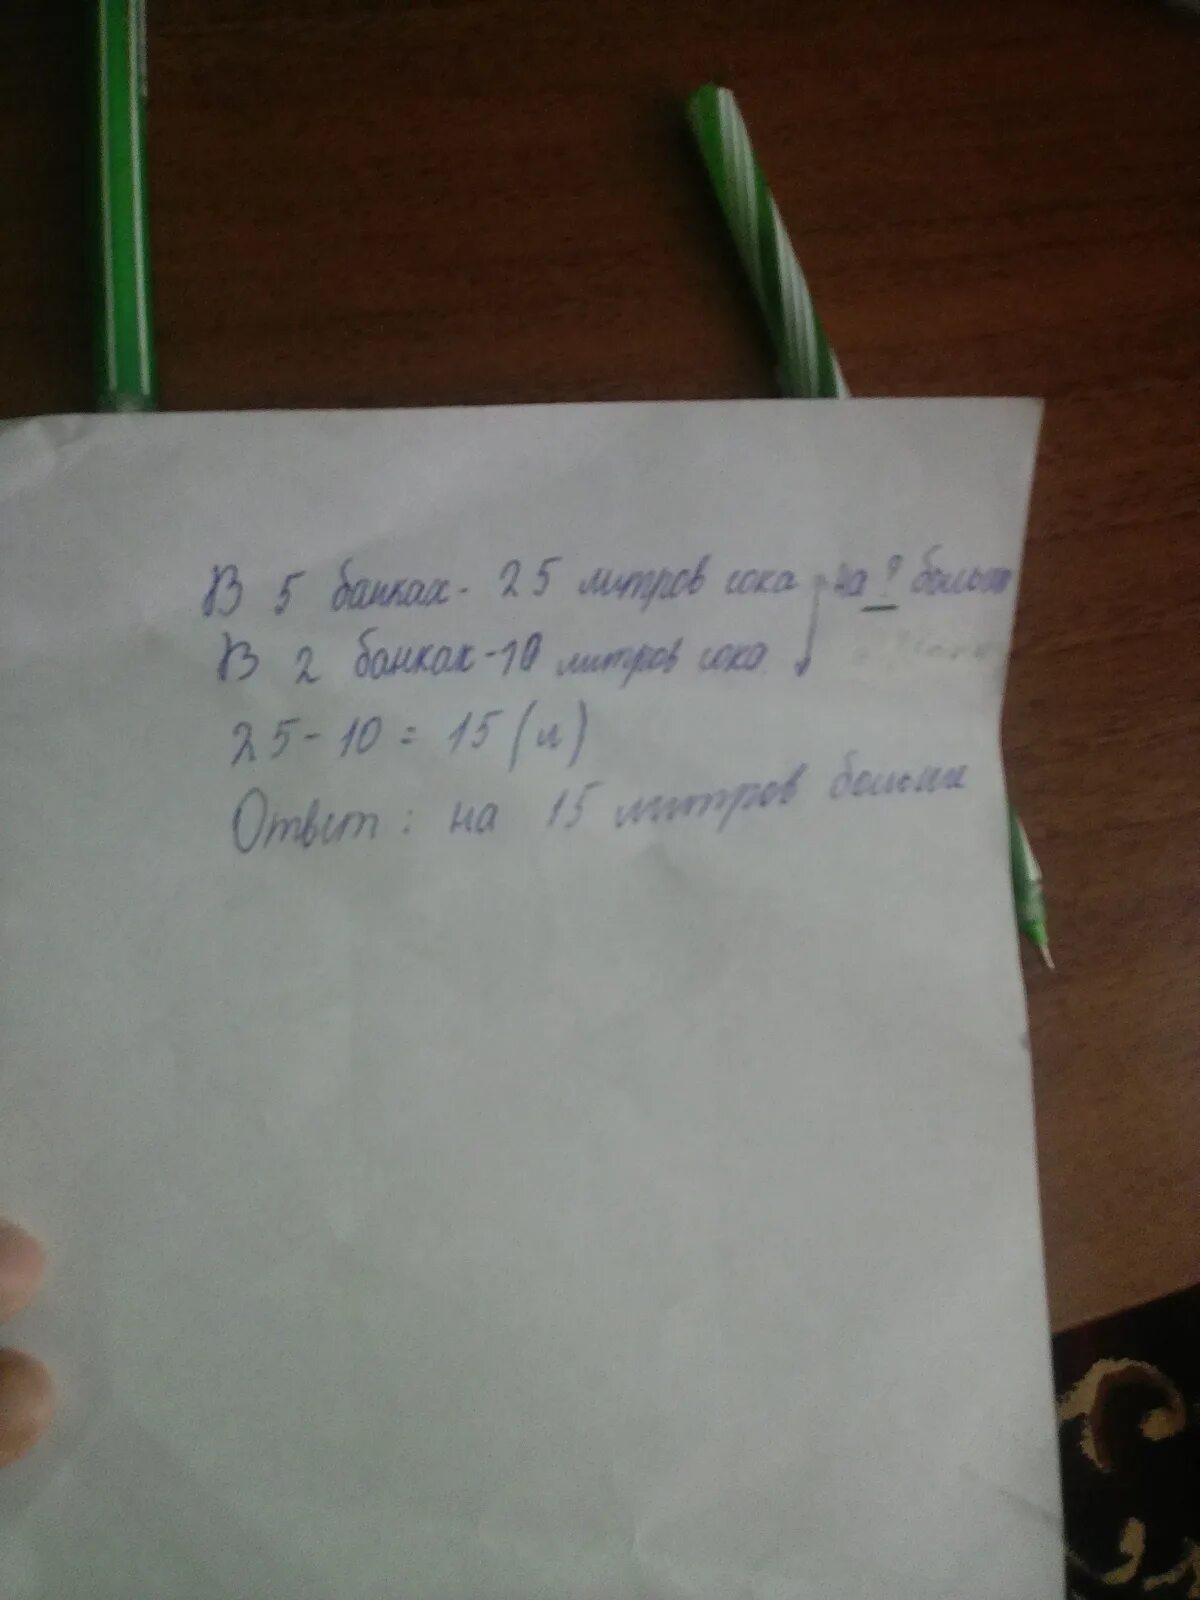 В 5 банках - 25 литров сока на ? больше
В 2 банках - 10 литров сока
25 - 10 = 15 (л)
Ответ: на 15 литров больше